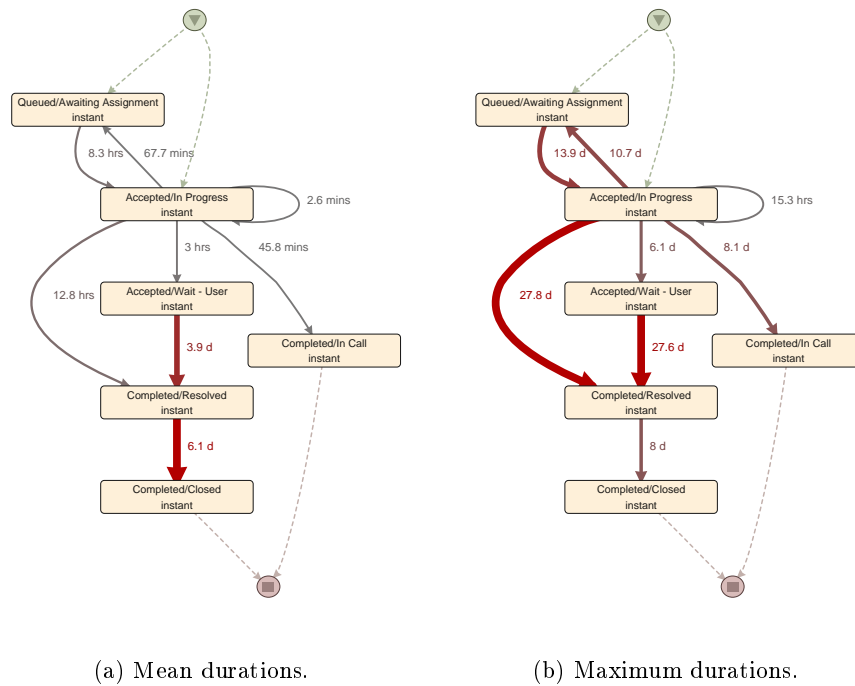 Queued/Awaiting Assignment
instant
8.3 hrs
67.7 mins
Accepted/In Progress
instant
2.6 mins
3 hrs
45.8 mins
12.8 hrs
Accepted/Wait - User
instant
3.9 d
Completed/In Call
instant
Completed/Resolved
instant
6.1 d
Completed/Closed
instant
(a) Mean durations.
Queued/Awaiting Assignment
instant
13.9 d
10.7 d
Accepted/In Progress
instant
15.3 hrs
6.1 d
8.1 d
27.8 d
Accepted/Wait - User
instant
27.6 d
Completed/In Call
instant
Completed/Resolved
instant
8 d
Completed/Closed
instant
(b) Maximum durations.